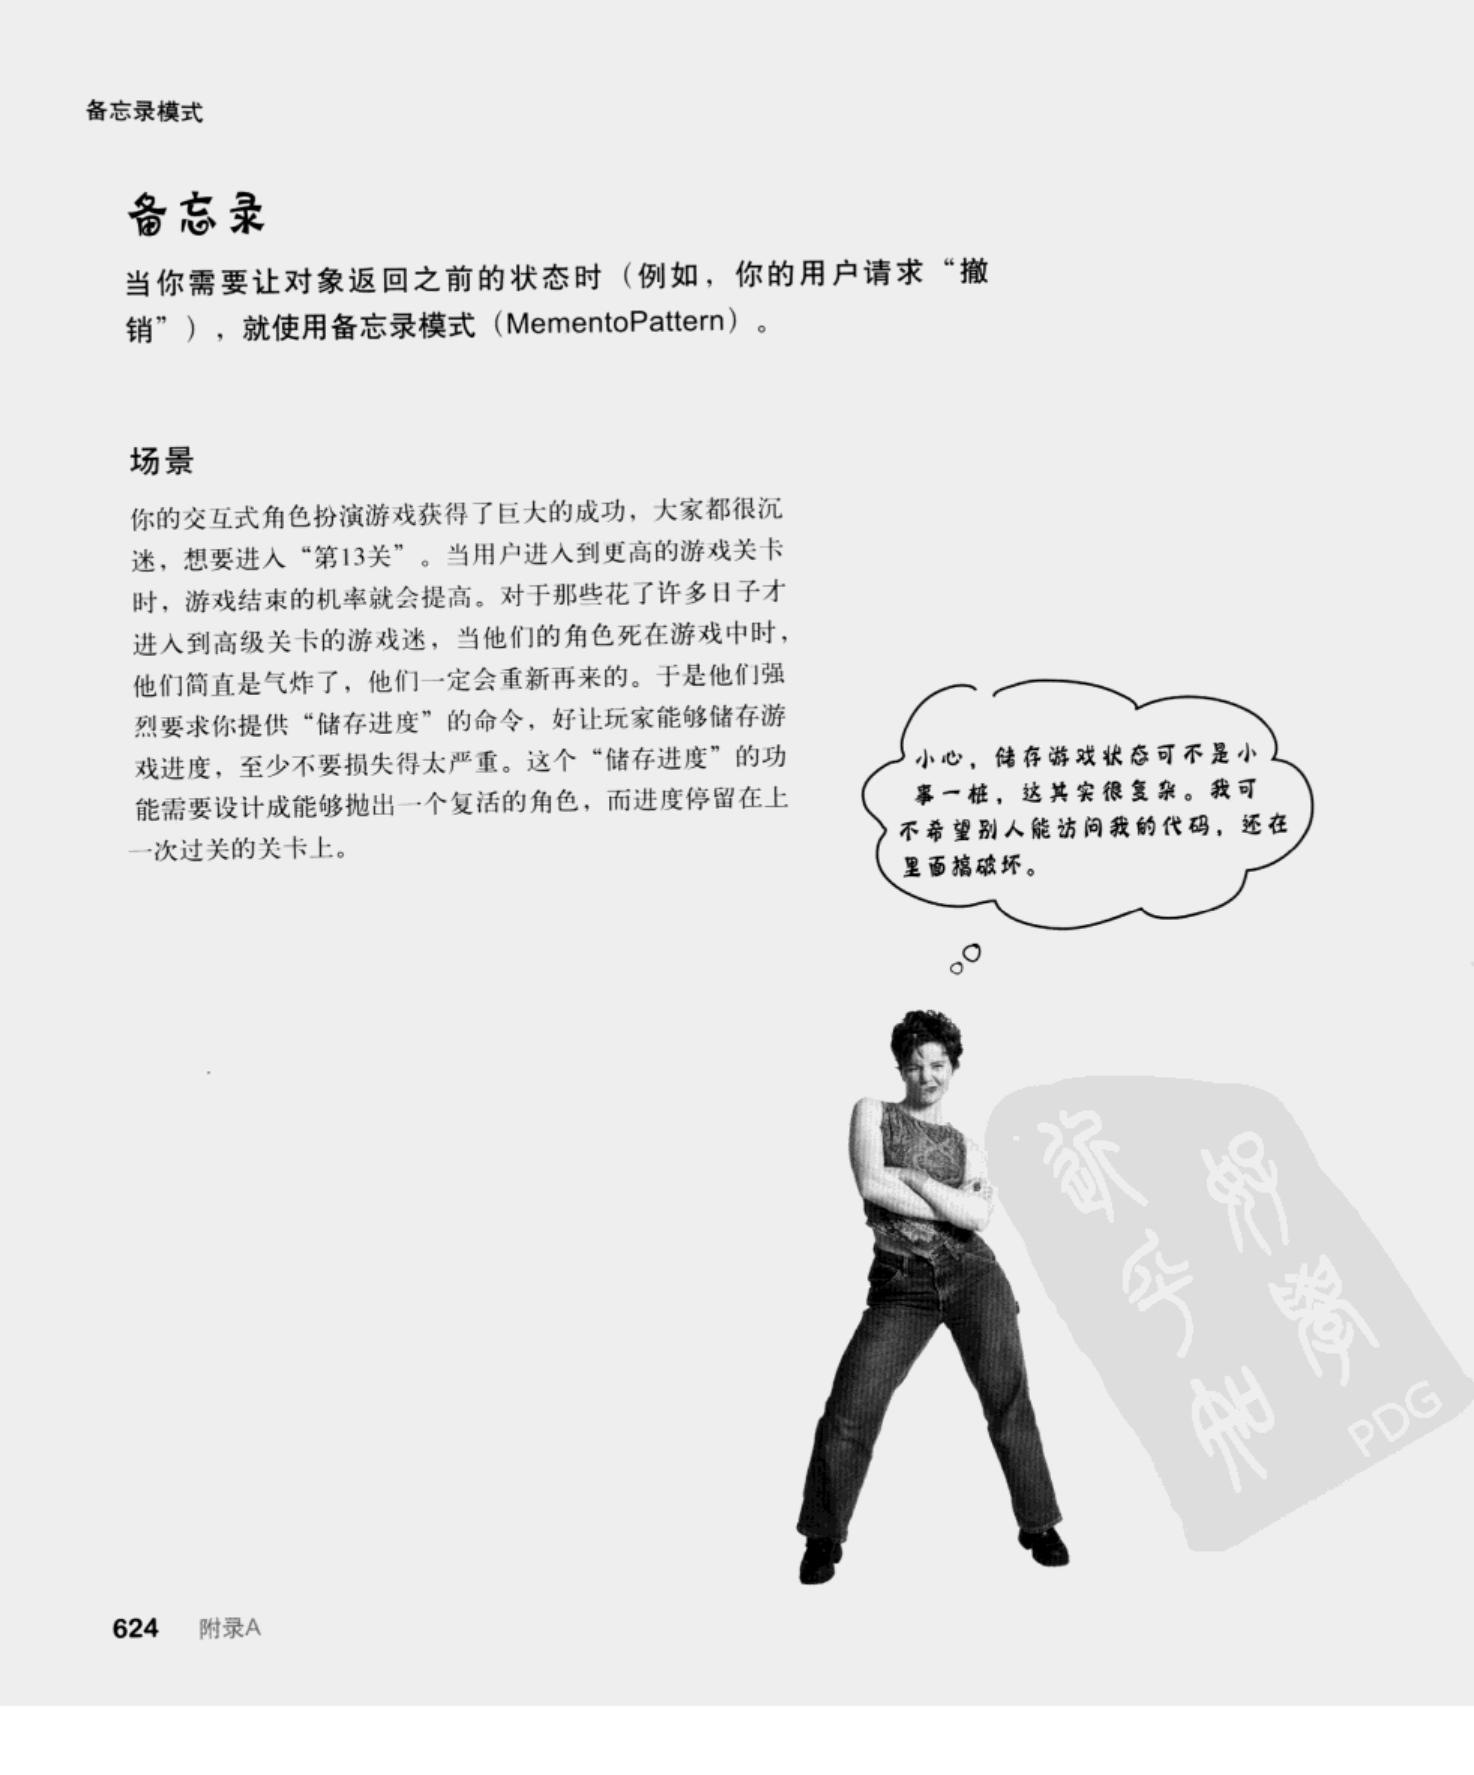 备忘录模式
备忘录
当你需要让对象返回之前的状态时（例如，你的用户请求“撤
销”），就使用备忘录模式（MementoPattern）。
场景
你的交互式角色扮演游戏获得了巨大的成功，大家都很沉
迷，想要进入“第13关”。当用户进入到更高的游戏关卡
时，游戏结束的机率就会提高。对于那些花了许多日子才
进入到高级关卡的游戏迷，当他们的角色死在游戏中时，
他们简直是气炸了，他们一定会重新再来的。于是他们强
烈要求你提供“储存进度”的命令，好让玩家能够储存游
戏进度，至少不要损失得太严重。这个“储存进度”的功
能需要设计成能够抛出一个复活的角色，而进度停留在上
一次过关的关卡上。
小心，储存游戏状态可不是小
事一桩，这其实很复杂。我可
不希望别人能访问我的代码，还在
里面搞破坏。
PDG
624 附录A